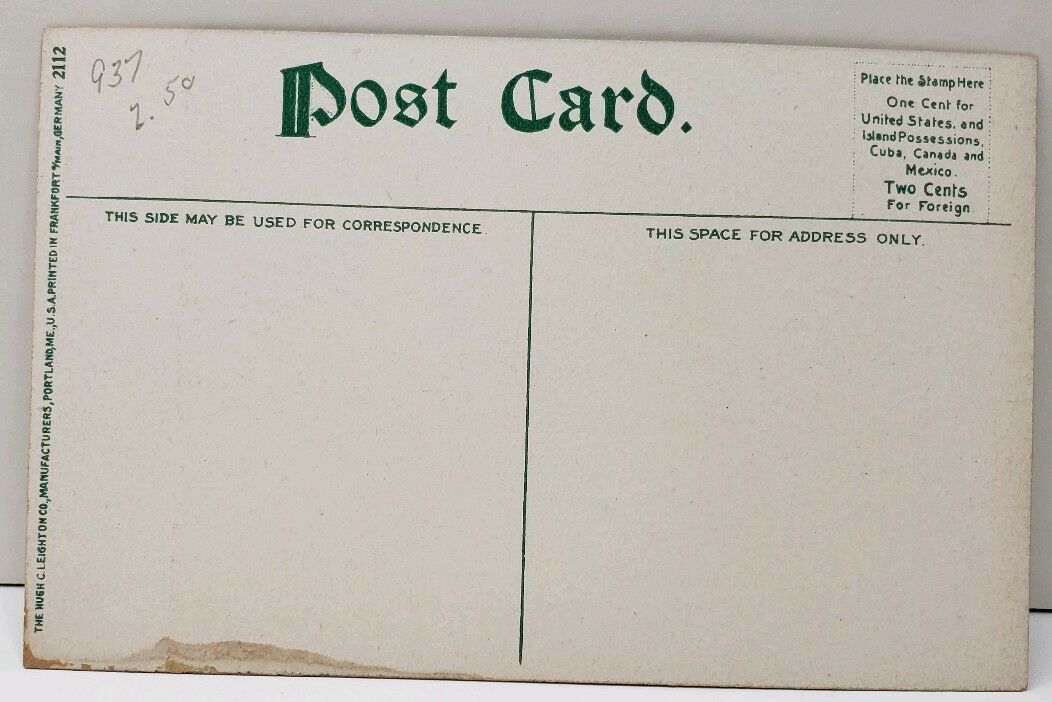 937
2.50
Post Card.
Place the Stamp Here
One Cent for
United States, and
Island Possessions,
Cuba, Canada and
Mexico.
Two Cents
For Foreign
THIS SIDE MAY BE USED FOR CORRESPONDENCE.
THIS SPACE FOR ADDRESS ONLY.
THE HUGH C. LEIGHTON CO., MANUFACTURERS, PORTLAND, ME., U.S.A. PRINTED IN FRANKFORT a/MAIN, GERMANY 2112